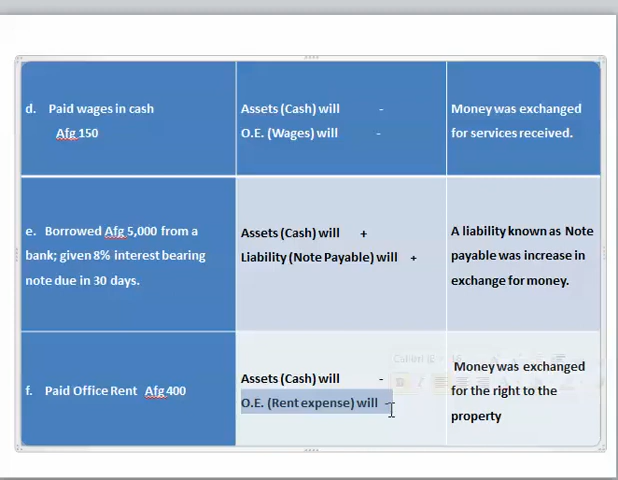 d. Paid wages in cash
Afg 150
Assets (Cash) will -
O.E. (Wages) will -
Money was exchanged
for services received.
e. Borrowed Afg 5,000 from a
bank; given 8% interest bearing
note due in 30 days.
Assets (Cash) will +
Liability (Note Payable) will +
A liability known as Note
payable was increase in
exchange for money.
f. Paid Office Rent Afg 400
Assets (Cash) will -
O.E. (Rent expense) will -
Money was exchanged
for the right to the
property